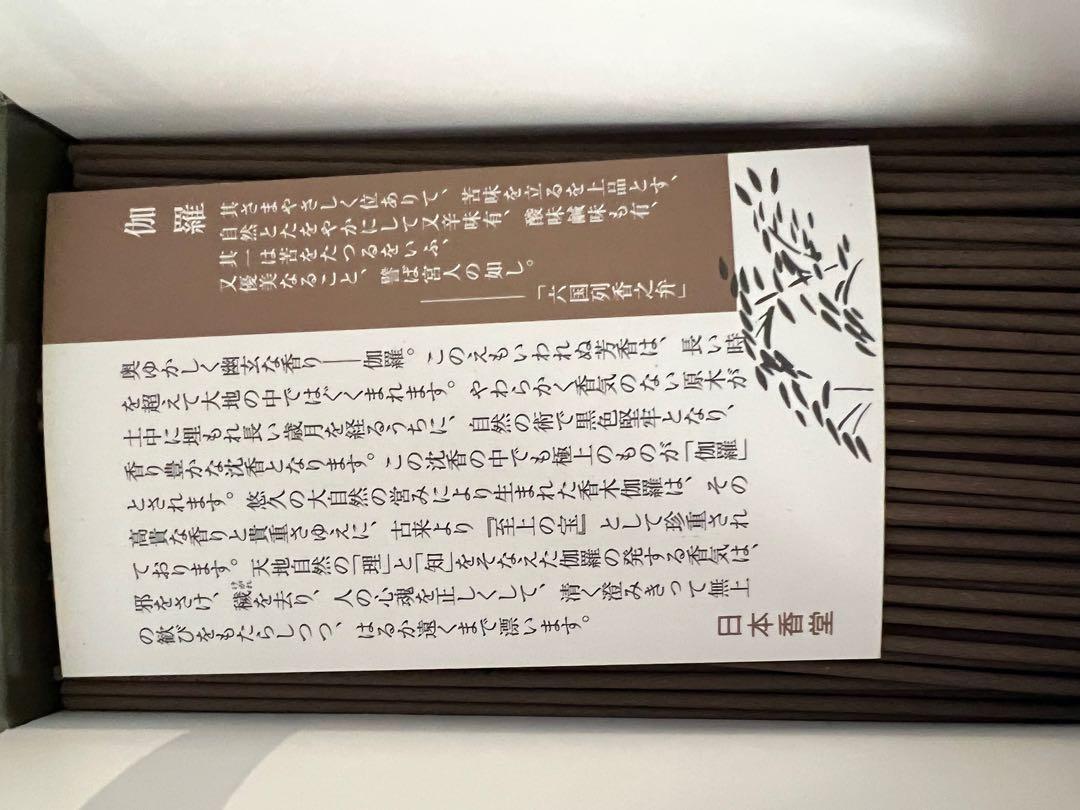 伽羅
其さまやさしく位ありて、苦味を立るを上品とす、
自然とたをやかにして又辛味有、酸味鹹味も有、
又其一は苦をたつるをいふ、
優美なること、譬ば宮人の如し。
――「六国列香之弁」
奥ゆかしく幽玄な香り――伽羅。このえもいわれぬ芳香は、長い時
を超えて大地の中ではぐくまれます。やわらかく香気のない原木が
土中に埋もれ長い歳月を経るうちに、自然の術で黒色堅牢となり、
香り豊かな沈香となります。この沈香の中でも極上のものが「伽羅」
とされます。悠久の大自然の営みにより生まれた香木伽羅は、その
高貴な香りと貴重さゆえに、古来より『至上の宝』として珍重され
ております。天地自然の「理」と「知」をそなえた伽羅の発する香気は、
邪をさけ、穢を去り、人の心魂を正しくして、清く澄みきって無上
の歓びをもたらしつつ、はるか遠くまで漂います。
日本香堂